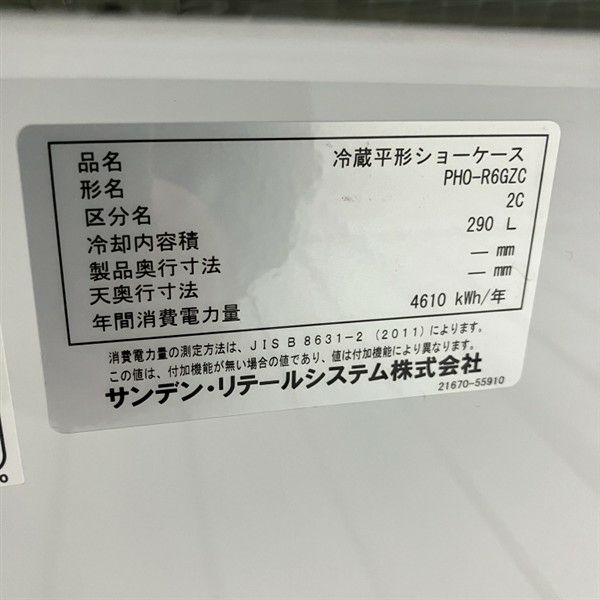 品名 冷蔵平形ショーケース
形名 PHO-R6GZC
区分名 2C
冷却内容積 290 L
製品奥行寸法 — mm
天奥行寸法 — mm
年間消費電力量 4610 kWh/年
消費電力量の測定方法は、JIS B 8631-2 (2011) によります。
この値は、付加機能が無い場合の値であり、値は付加機能により異なります。
サンデン・リテールシステム株式会社
21670-55910